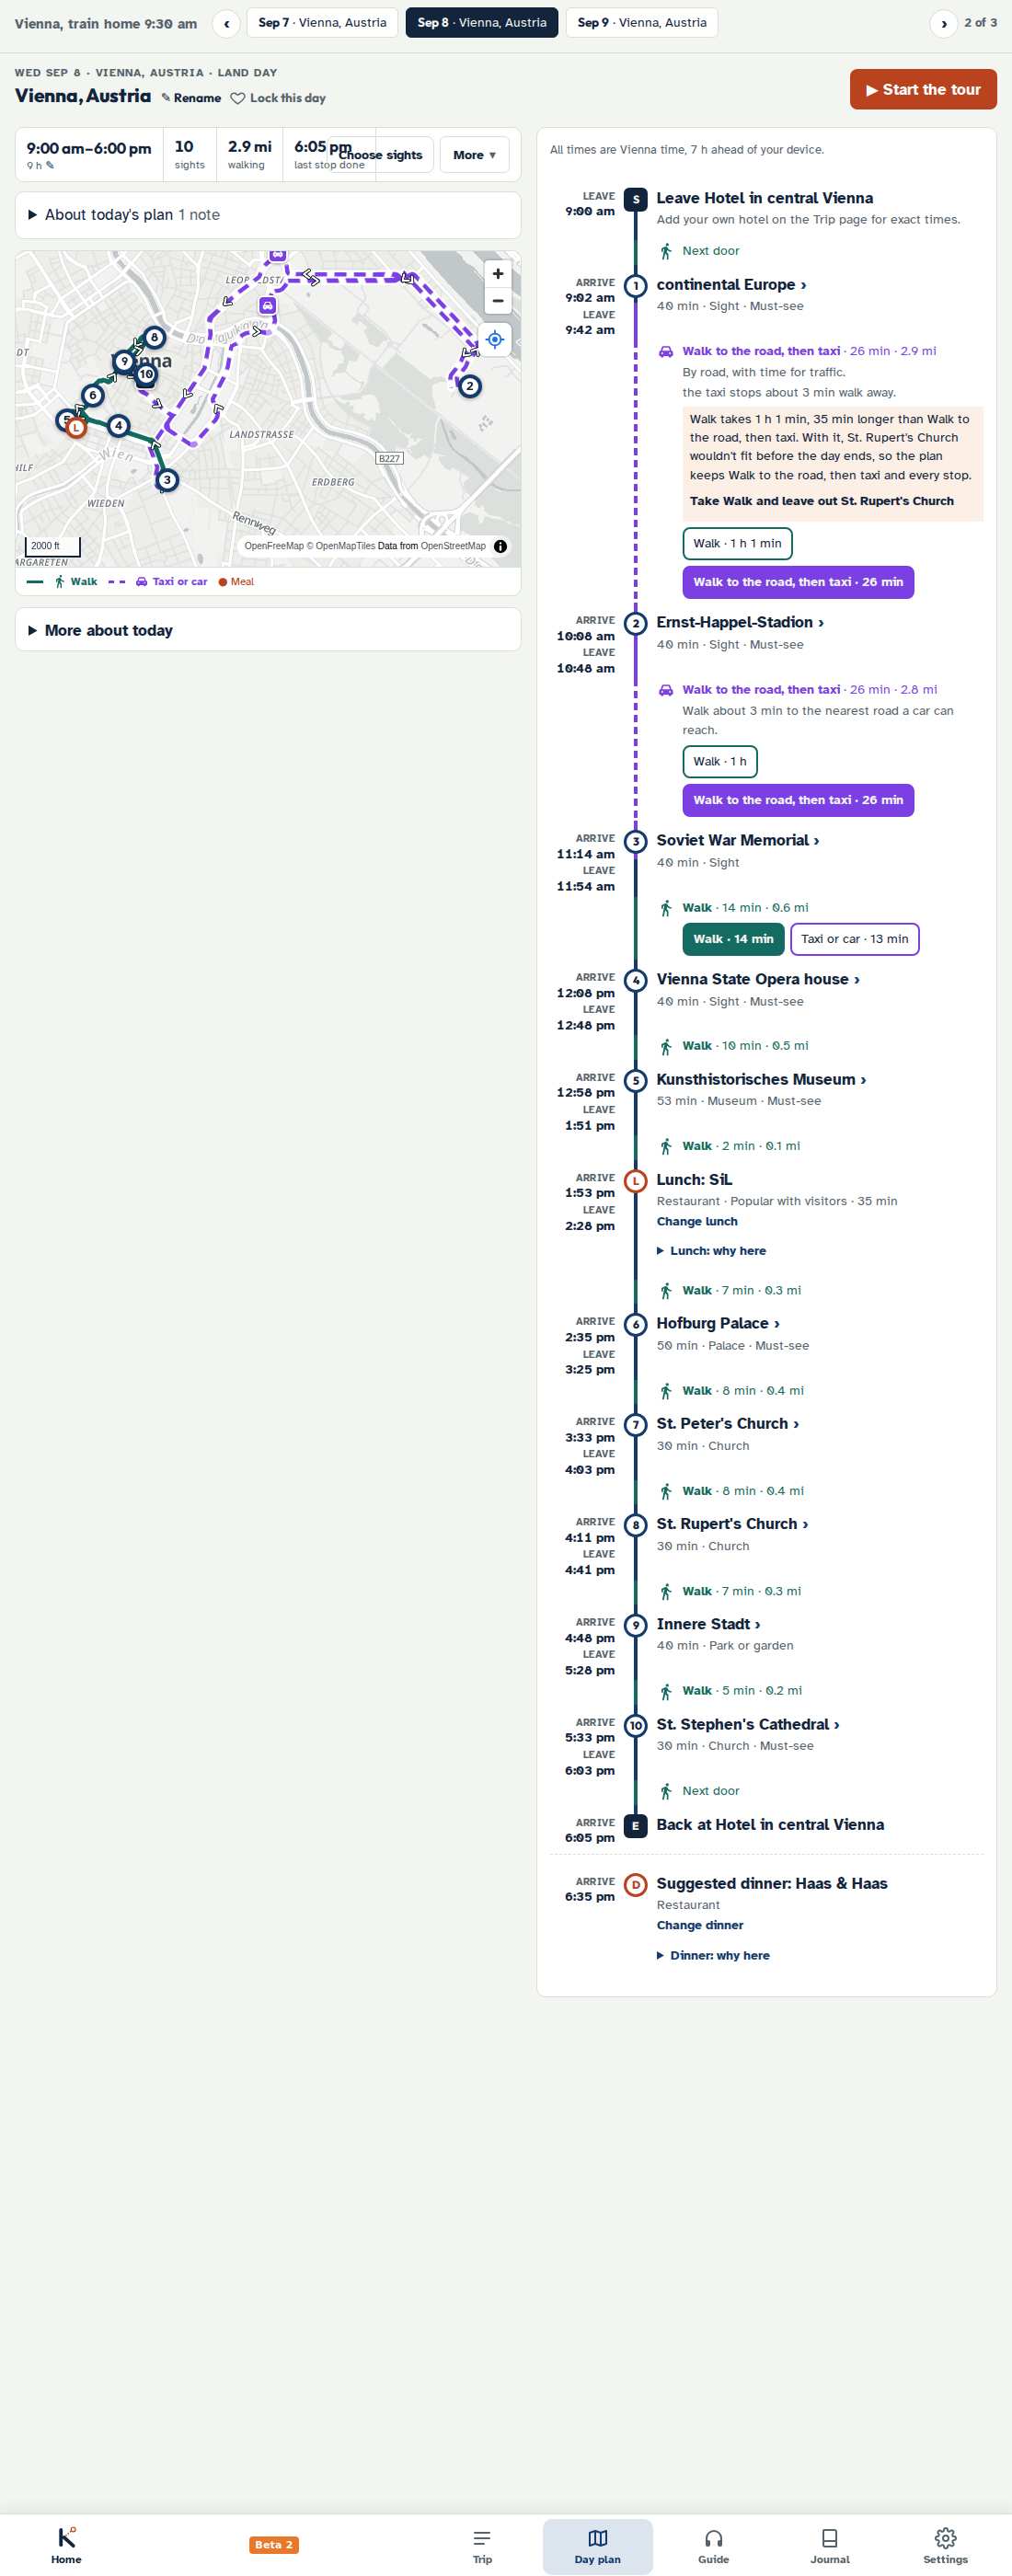 Vienna, train home 9:30 am
‹
Sep 7 · Vienna, Austria
Sep 8 · Vienna, Austria
Sep 9 · Vienna, Austria
›
2 of 3
WED SEP 8 · VIENNA, AUSTRIA · LAND DAY
Vienna, Austria
✎ Rename
Lock this day
▶ Start the tour
9:00 am–6:00 pm
9 h ✎
10
sights
2.9 mi
walking
6:05 pm
last stop done
Choose sights
More ▾
▶ About today's plan 1 note
LEOP
LDSTA
Vienna
Wien
WIEDEN
LANDSTRASSE
ERDBERG
B227
Rennweg
ARGARETEN
HILF
DT
8
9
10
6
5
L
4
3
2
+
−
2000 ft
OpenFreeMap © OpenMapTiles Data from OpenStreetMap
Walk
Taxi or car
Meal
▶ More about today
All times are Vienna time, 7 h ahead of your device.
LEAVE
9:00 am
S
Leave Hotel in central Vienna
Add your own hotel on the Trip page for exact times.
Next door
ARRIVE
9:02 am
LEAVE
9:42 am
1
continental Europe ›
40 min · Sight · Must-see
Walk to the road, then taxi · 26 min · 2.9 mi
By road, with time for traffic.
the taxi stops about 3 min walk away.
Walk takes 1 h 1 min, 35 min longer than Walk to
the road, then taxi. With it, St. Rupert's Church
wouldn't fit before the day ends, so the plan
keeps Walk to the road, then taxi and every stop.
Take Walk and leave out St. Rupert's Church
Walk · 1 h 1 min
Walk to the road, then taxi · 26 min
ARRIVE
10:08 am
LEAVE
10:48 am
2
Ernst-Happel-Stadion ›
40 min · Sight · Must-see
Walk to the road, then taxi · 26 min · 2.8 mi
Walk about 3 min to the nearest road a car can
reach.
Walk · 1 h
Walk to the road, then taxi · 26 min
ARRIVE
11:14 am
LEAVE
11:54 am
3
Soviet War Memorial ›
40 min · Sight
Walk · 14 min · 0.6 mi
Walk · 14 min
Taxi or car · 13 min
ARRIVE
12:08 pm
LEAVE
12:48 pm
4
Vienna State Opera house ›
40 min · Sight · Must-see
Walk · 10 min · 0.5 mi
ARRIVE
12:58 pm
LEAVE
1:51 pm
5
Kunsthistorisches Museum ›
53 min · Museum · Must-see
Walk · 2 min · 0.1 mi
ARRIVE
1:53 pm
LEAVE
2:28 pm
L
Lunch: SiL
Restaurant · Popular with visitors · 35 min
Change lunch
▶ Lunch: why here
Walk · 7 min · 0.3 mi
ARRIVE
2:35 pm
LEAVE
3:25 pm
6
Hofburg Palace ›
50 min · Palace · Must-see
Walk · 8 min · 0.4 mi
ARRIVE
3:33 pm
LEAVE
4:03 pm
7
St. Peter's Church ›
30 min · Church
Walk · 8 min · 0.4 mi
ARRIVE
4:11 pm
LEAVE
4:41 pm
8
St. Rupert's Church ›
30 min · Church
Walk · 7 min · 0.3 mi
ARRIVE
4:48 pm
LEAVE
5:28 pm
9
Innere Stadt ›
40 min · Park or garden
Walk · 5 min · 0.2 mi
ARRIVE
5:33 pm
LEAVE
6:03 pm
10
St. Stephen's Cathedral ›
30 min · Church · Must-see
Next door
ARRIVE
6:05 pm
E
Back at Hotel in central Vienna
ARRIVE
6:35 pm
D
Suggested dinner: Haas & Haas
Restaurant
Change dinner
▶ Dinner: why here
Home
Beta 2
Trip
Day plan
Guide
Journal
Settings